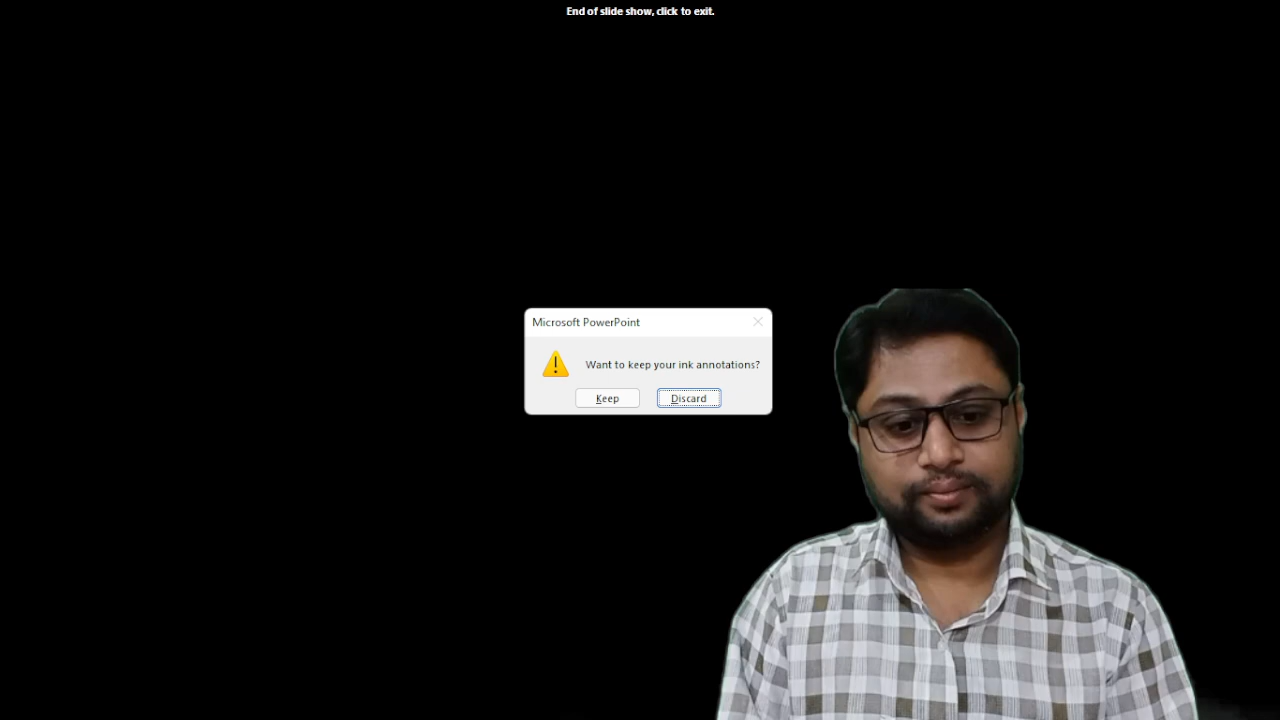 End of slide show, click to exit.
Microsoft PowerPoint
Want to keep your ink annotations?
Keep
Discard